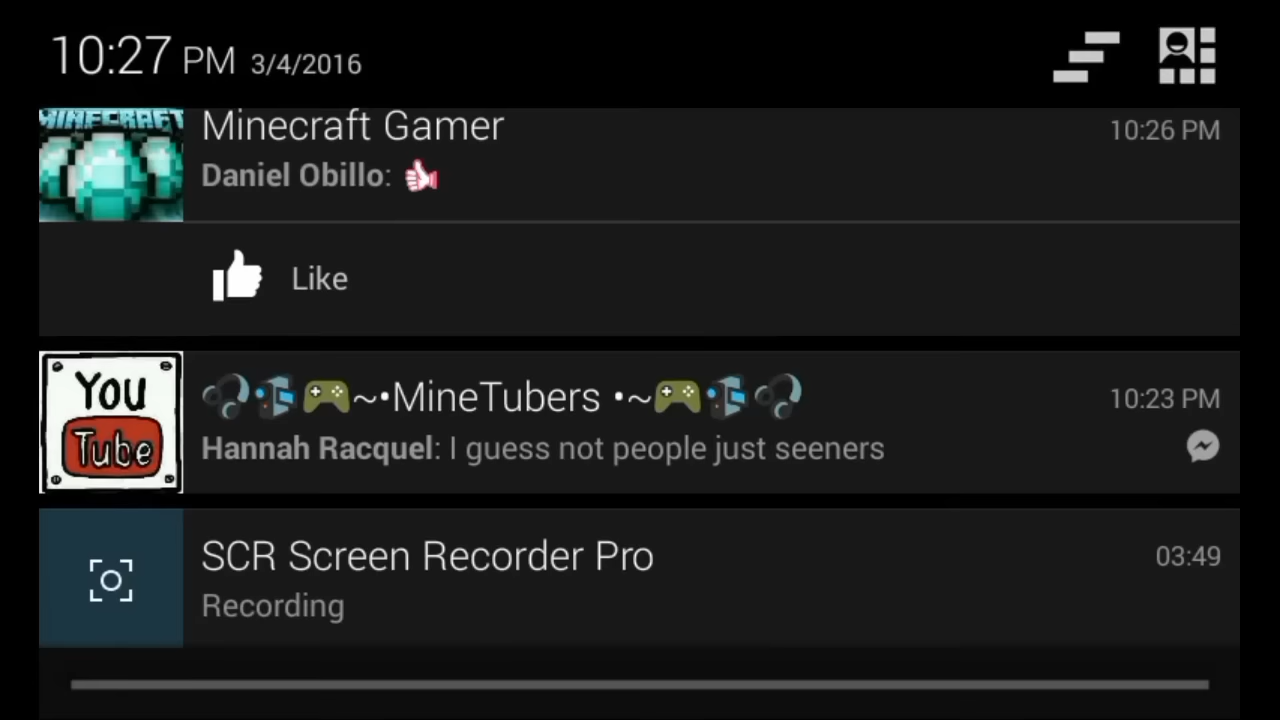 10:27 PM 3/4/2016
MINECRAFT
Minecraft Gamer 10:26 PM
Daniel Obillo: 👍
Like
You
Tube
🎧🎥🎮~•MineTubers •~🎮🎥🎧 10:23 PM
Hannah Racquel: I guess not people just seeners
SCR Screen Recorder Pro 03:49
Recording